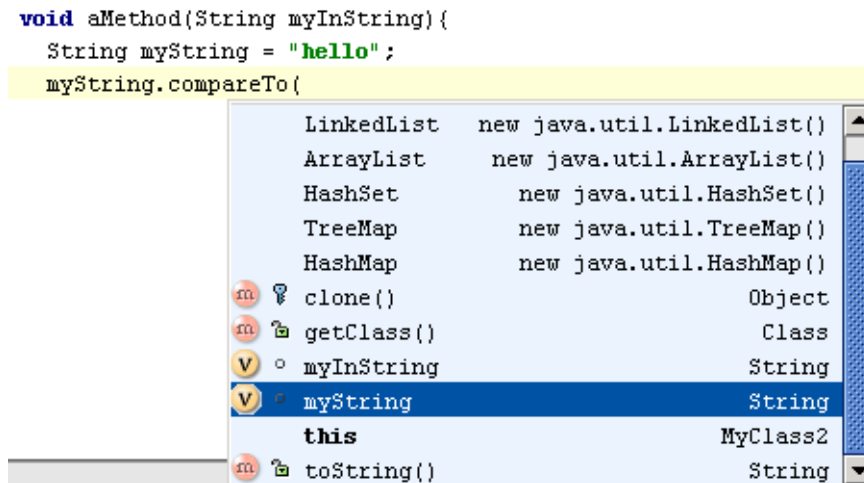 void aMethod(String myInString){
String myString = "hello";
myString.compareTo(
LinkedList new java.util.LinkedList()
ArrayList new java.util.ArrayList()
HashSet new java.util.HashSet()
TreeMap new java.util.TreeMap()
HashMap new java.util.HashMap()
m clone() Object
m getClass() Class
V myInString String
V myString String
this MyClass2
m toString() String